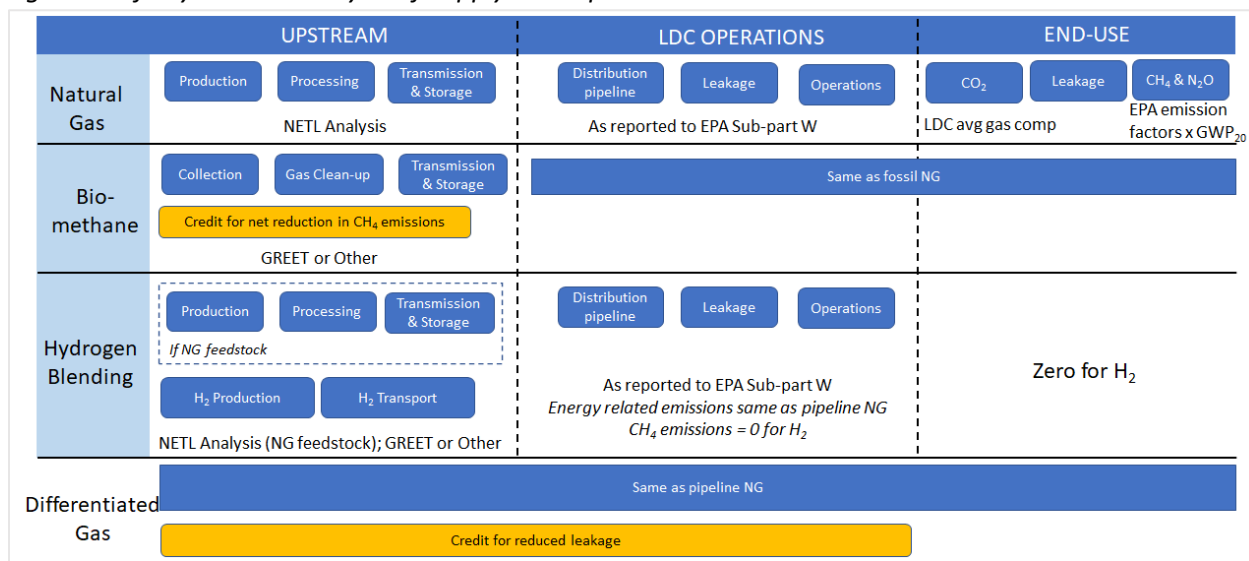 UPSTREAM
LDC OPERATIONS
END-USE
Natural
Gas
Production
Processing
Transmission
& Storage
NETL Analysis
Distribution
pipeline
Leakage
Operations
As reported to EPA Sub-part W
CO₂
Leakage
CH₄ & N₂O
LDC avg gas comp
EPA emission
factors x GWP₂₀
Bio-
methane
Collection
Gas Clean-up
Transmission
& Storage
Credit for net reduction in CH₄ emissions
GREET or Other
Same as fossil NG
Hydrogen
Blending
Production
Processing
Transmission
& Storage
If NG feedstock
H₂ Production
H₂ Transport
NETL Analysis (NG feedstock); GREET or Other
Distribution
pipeline
Leakage
Operations
As reported to EPA Sub-part W
Energy related emissions same as pipeline NG
CH₄ emissions = 0 for H₂
Zero for H₂
Differentiated
Gas
Same as pipeline NG
Credit for reduced leakage